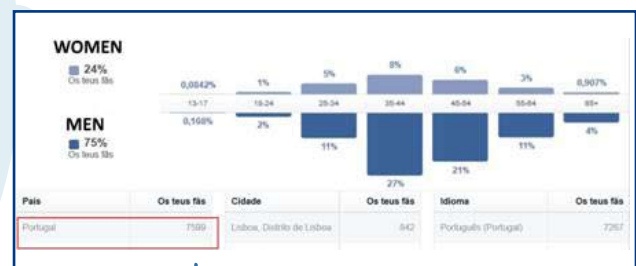 WOMEN
24%
Os teus fãs
0,0842% 1% 5% 8% 6% 3% 0,907%
13-17 18-24 25-34 35-44 45-54 55-64 65+
MEN
75%
Os teus fãs
0,168% 2% 11% 27% 21% 11% 4%
País Os teus fãs Cidade Os teus fãs Idioma Os teus fãs
Portugal 7599 Lisboa, Distrito de Lisboa 842 Português (Portugal) 7267